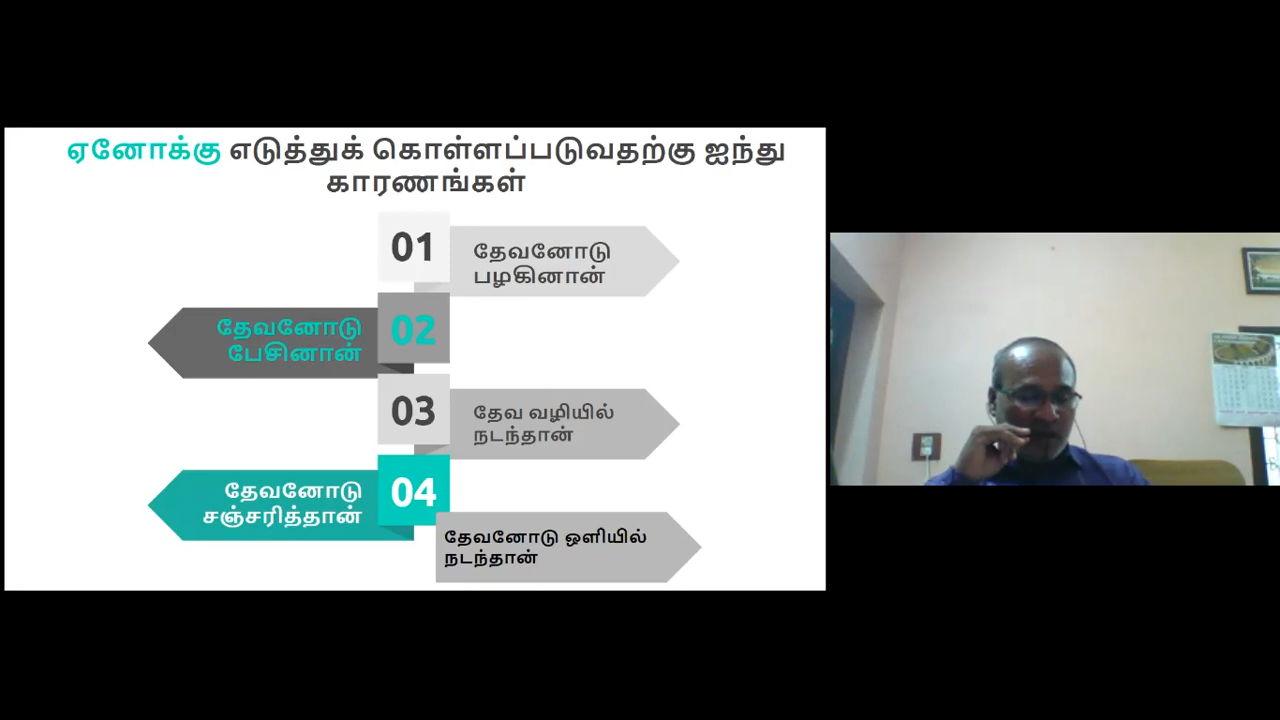 ஏனோக்கு எடுத்துக் கொள்ளப்படுவதற்கு ஐந்து
காரணங்கள்
01
தேவனோடு
பழகினான்
தேவனோடு
பேசினான்
02
03
தேவ வழியில்
நடந்தான்
தேவனோடு
சஞ்சரித்தான்
04
தேவனோடு ஒளியில்
நடந்தான்